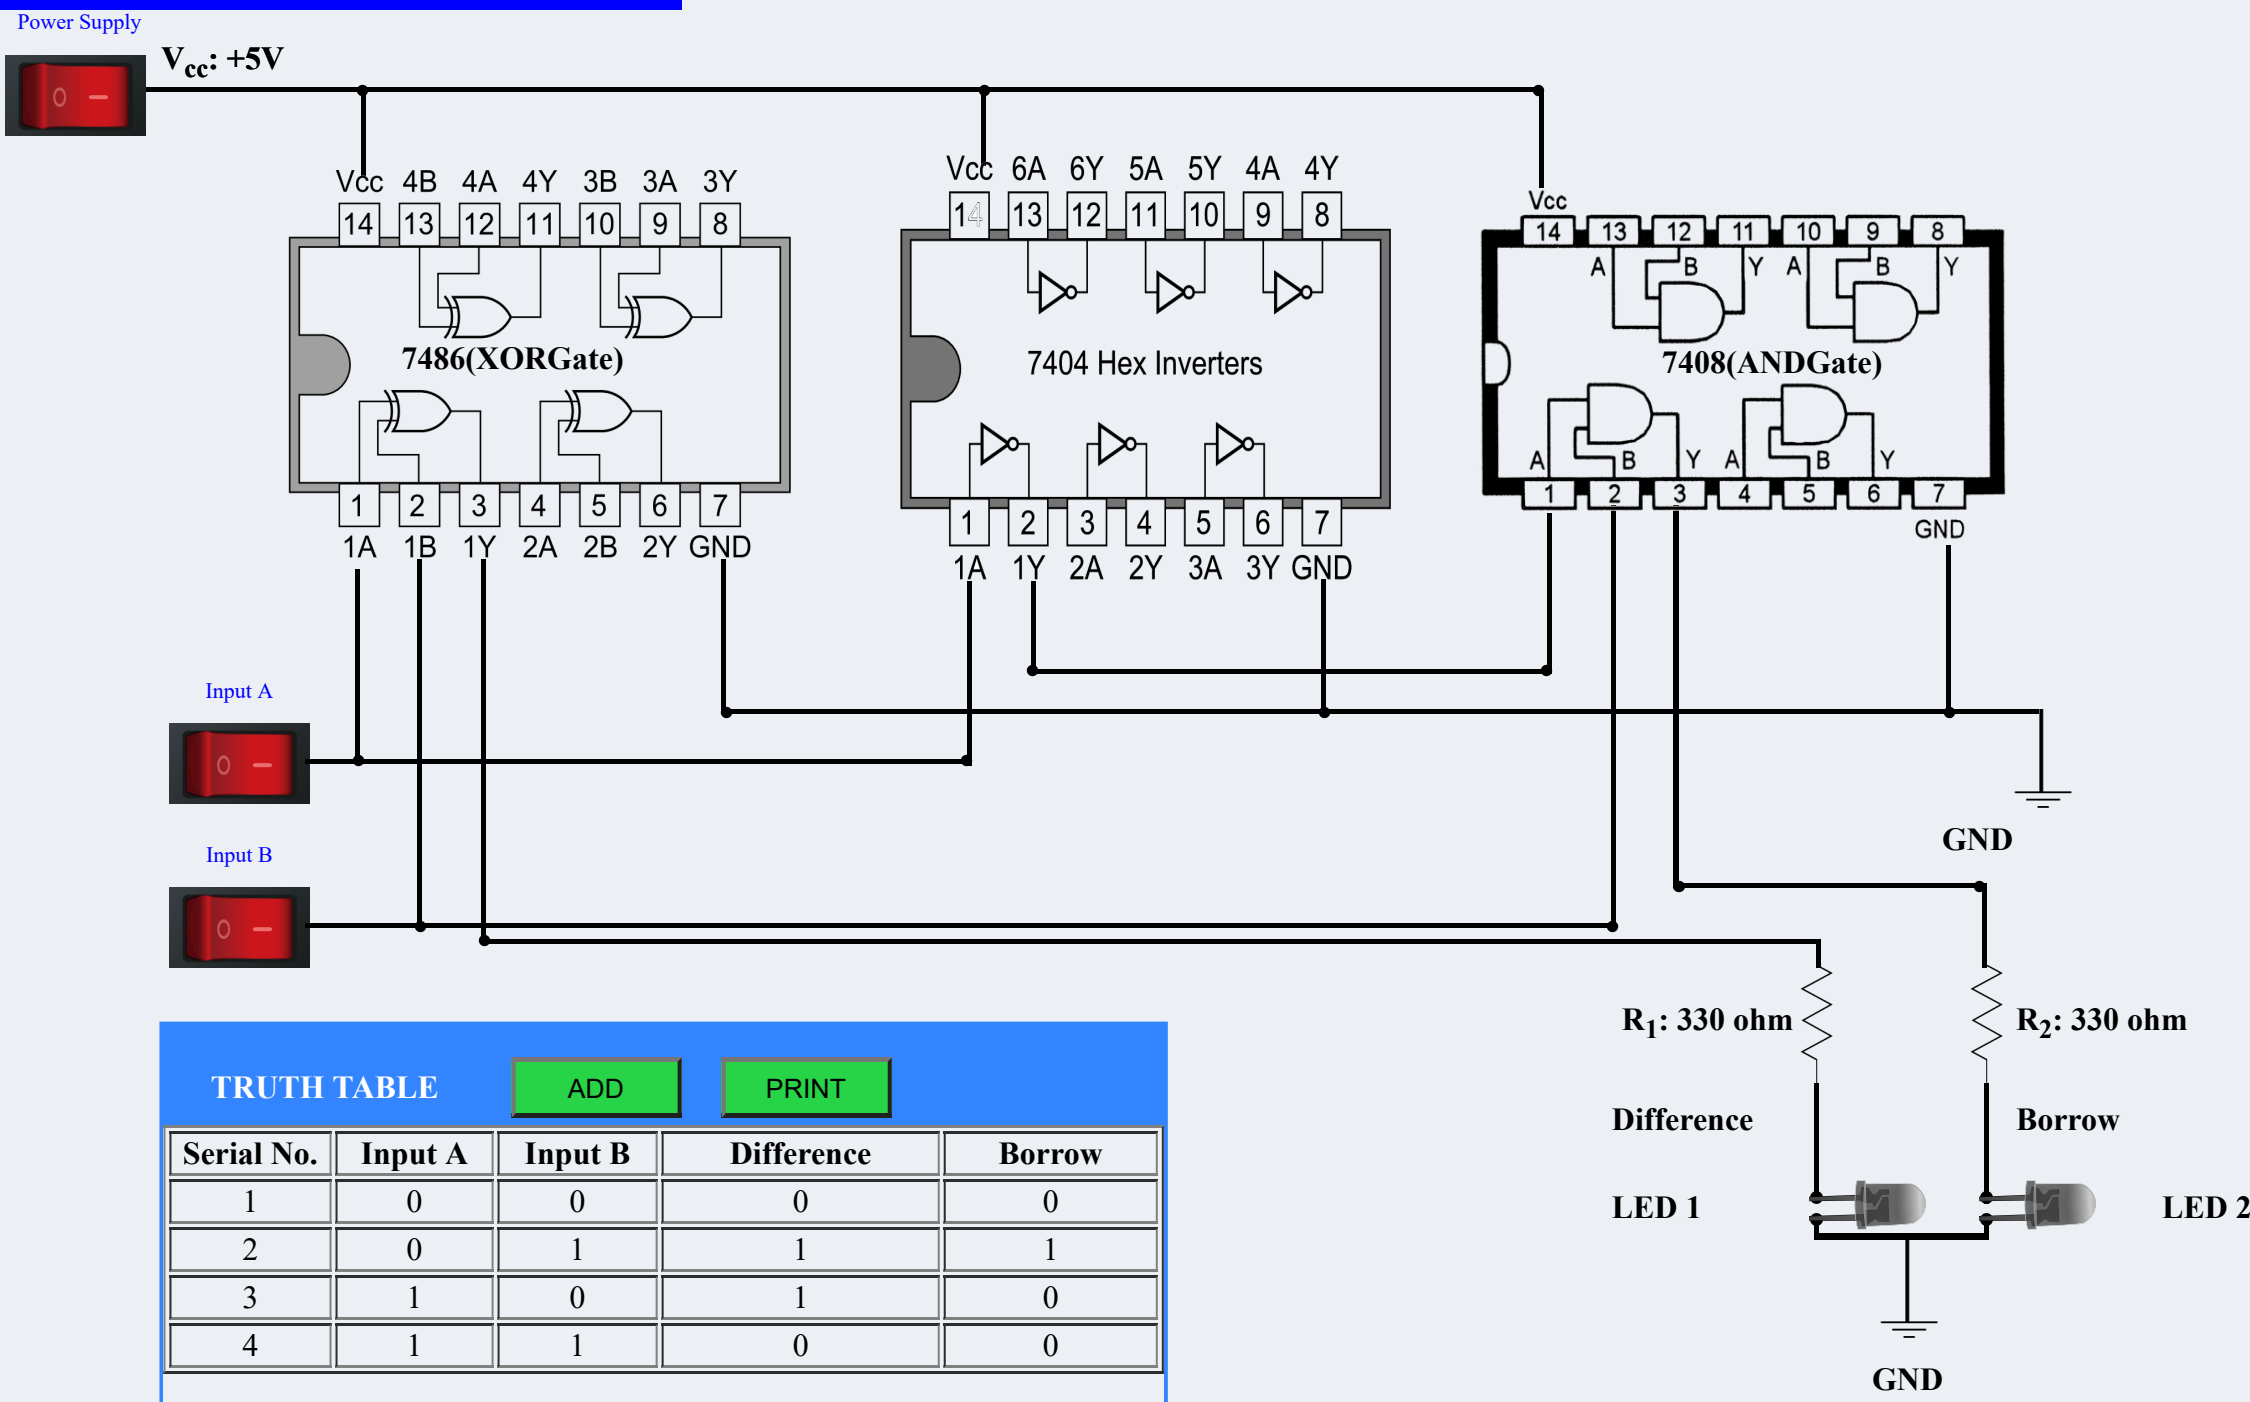 Power Supply
Vcc: +5V
Vcc 4B 4A 4Y 3B 3A 3Y
14 13 12 11 10 9 8
7486(XORGate)
1 2 3 4 5 6 7
1A 1B 1Y 2A 2B 2Y GND
Vcc 6A 6Y 5A 5Y 4A 4Y
14 13 12 11 10 9 8
7404 Hex Inverters
1 2 3 4 5 6 7
1A 1Y 2A 2Y 3A 3Y GND
Vcc
14 13 12 11 10 9 8
A B Y A B Y
7408(ANDGate)
A B Y A B Y
1 2 3 4 5 6 7
GND
Input A
O
Input B
O
GND
R1: 330 ohm
R2: 330 ohm
Difference
Borrow
LED 1
LED 2
GND
TRUTH TABLE ADD PRINT
Serial No. Input A Input B Difference Borrow
1 0 0 0 0
2 0 1 1 1
3 1 0 1 0
4 1 1 0 0